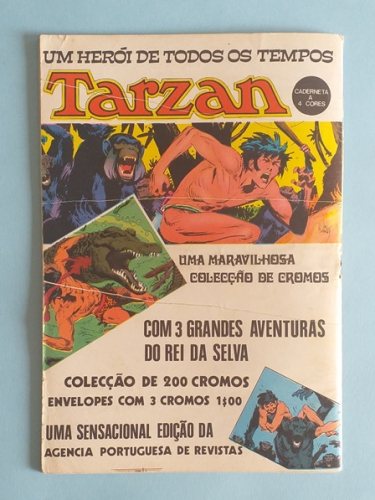 UM HERÓI DE TODOS OS TEMPOS
Tarzan
CADERNETA
A
4 CORES
UMA MARAVILHOSA
COLECÇÃO DE CROMOS
COM 3 GRANDES AVENTURAS
DO REI DA SELVA
COLECÇÃO DE 200 CROMOS
ENVELOPES COM 3 CROMOS 1$00
UMA SENSACIONAL EDIÇÃO DA
AGENCIA PORTUGUESA DE REVISTAS